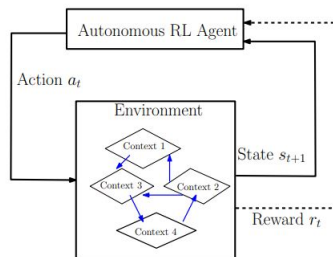 Autonomous RL Agent
Action a_t
Environment
Context 1
State s_{t+1}
Context 3
Context 2
Reward r_t
Context 4